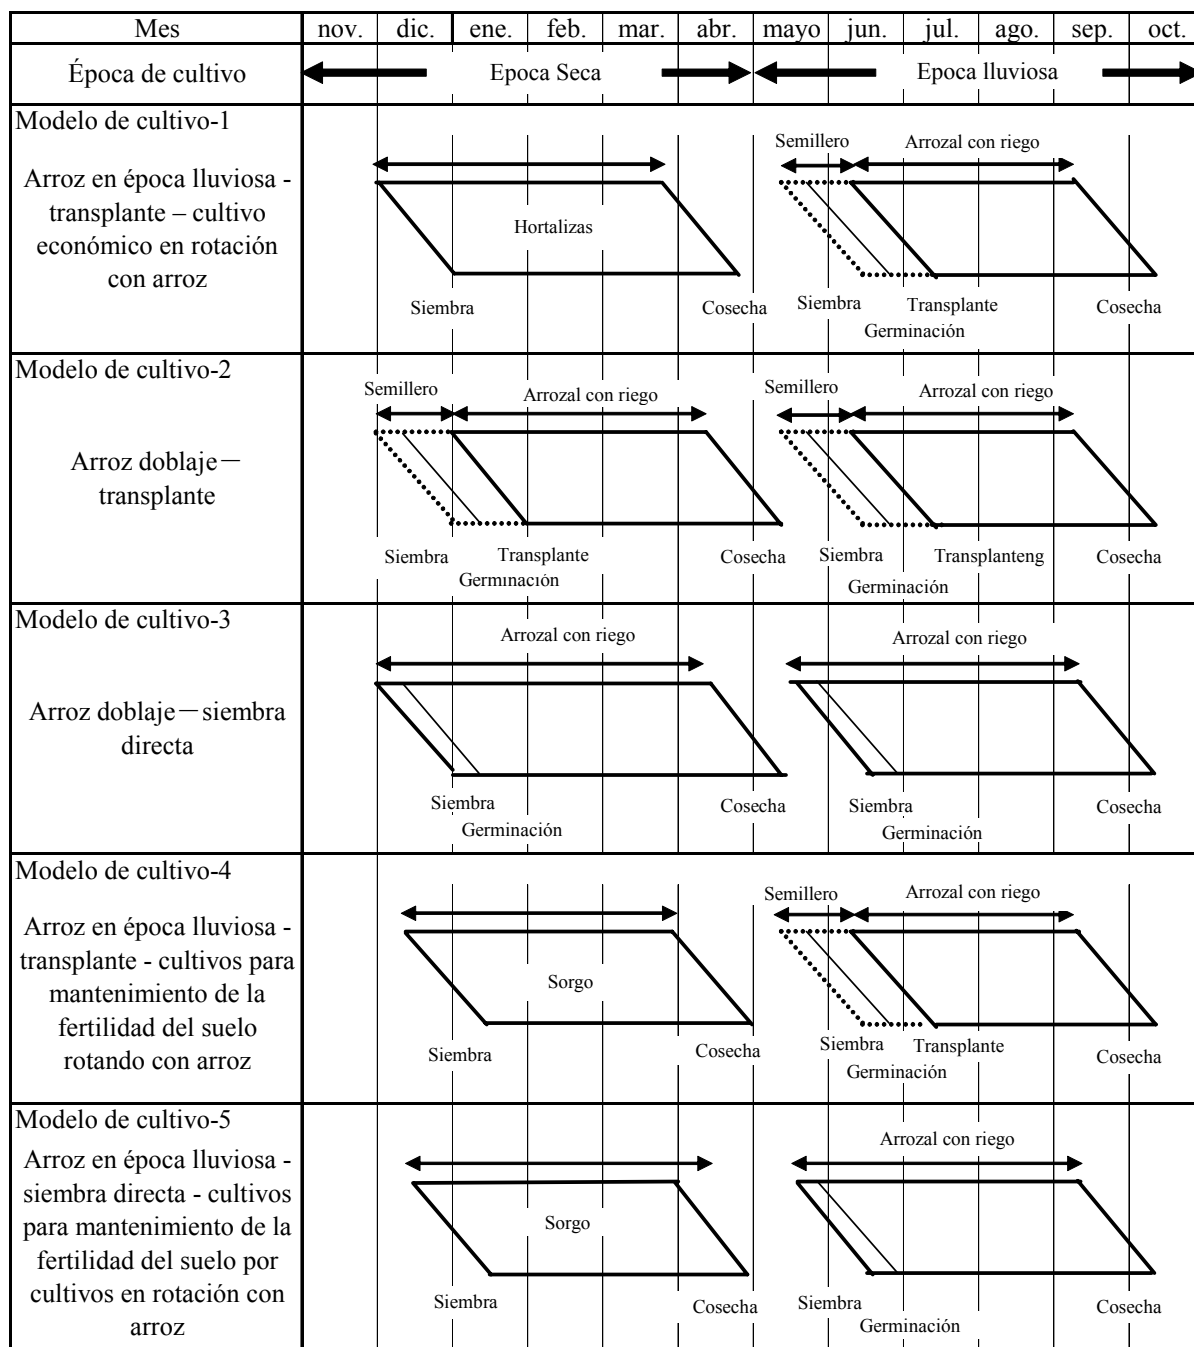 Mes nov. dic. ene. feb. mar. abr. mayo jun. jul. ago. sep. oct.
Época de cultivo Epoca Seca Epoca lluviosa
Modelo de cultivo-1
Arroz en época lluviosa -
transplante – cultivo
económico en rotación
con arroz
Semillero Arrozal con riego
Hortalizas
Siembra Cosecha Siembra Transplante Cosecha
Germinación
Modelo de cultivo-2
Arroz doblaje－
transplante
Semillero Arrozal con riego Semillero Arrozal con riego
Siembra Transplante Cosecha Siembra Transplanteng Cosecha
Germinación Germinación
Modelo de cultivo-3
Arroz doblaje－siembra
directa
Arrozal con riego Arrozal con riego
Siembra Cosecha Siembra Cosecha
Germinación Germinación
Modelo de cultivo-4
Arroz en época lluviosa -
transplante - cultivos para
mantenimiento de la
fertilidad del suelo
rotando con arroz
Semillero Arrozal con riego
Sorgo
Siembra Cosecha Siembra Transplante Cosecha
Germinación
Modelo de cultivo-5
Arroz en época lluviosa -
siembra directa - cultivos
para mantenimiento de la
fertilidad del suelo por
cultivos en rotación con
arroz
Arrozal con riego
Sorgo
Siembra Cosecha Siembra Cosecha
Germinación